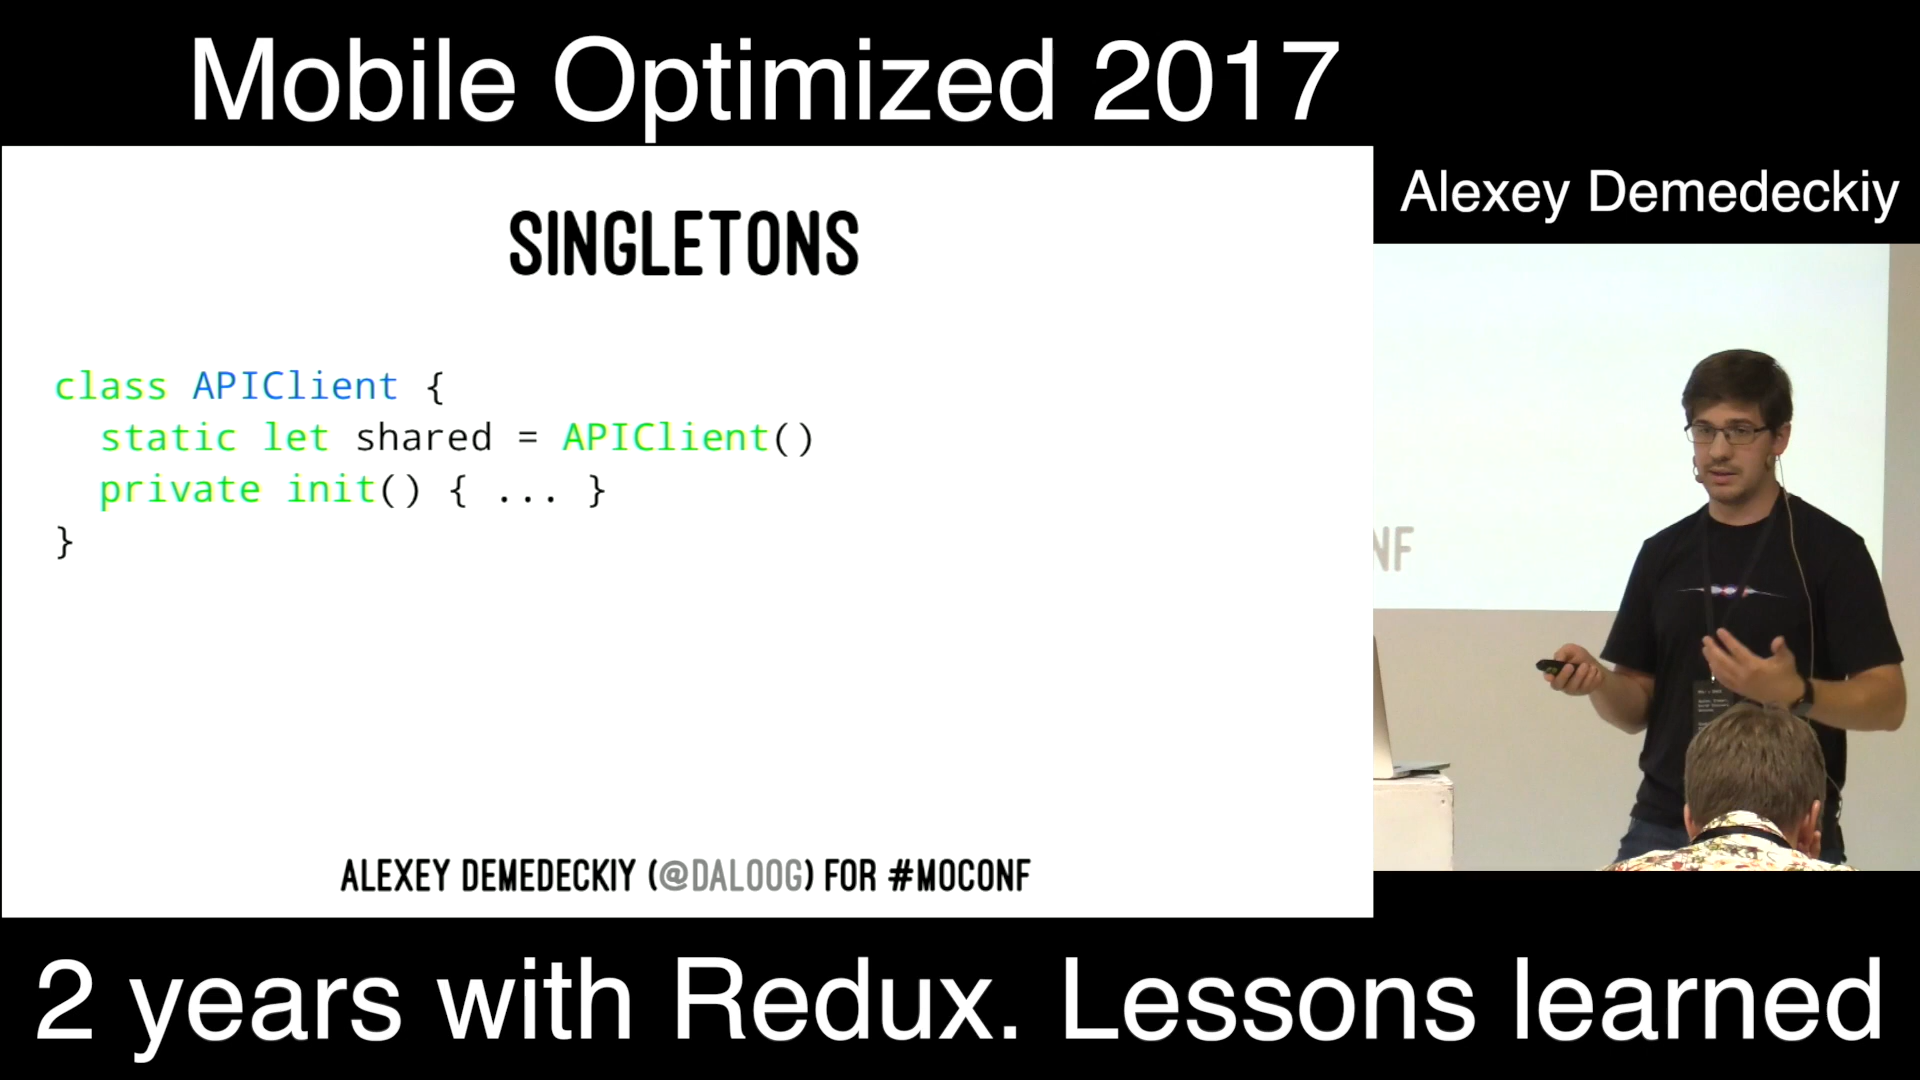 Mobile Optimized 2017
Alexey Demedeckiy
SINGLETONS
class APIClient {
static let shared = APIClient()
private init() { ... }
}
NF
ALEXEY DEMEDECKIY (@DALOOG) FOR #MOCONF
2 years with Redux. Lessons learned